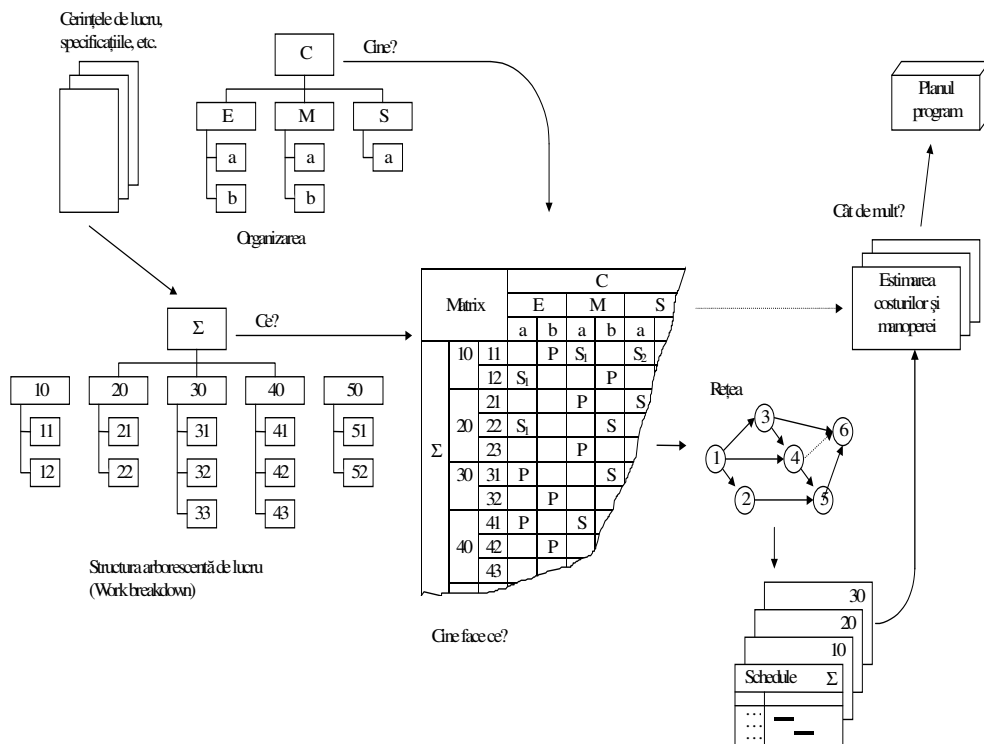 Cerințele de lucru,
specificațiile, etc.
C
Cine?
E M S
a a a
b b
Organizarea
Planul
program
Cât de mult?
Estimarea
costurilor și
manoperei
Σ
Ce?
10 20 30 40 50
11 21 31 41 51
12 22 32 42 52
33 43
Structura arborescentă de lucru
(Work breakdown)
Matrix
C
E M S
a b a b a
Σ
10 11 P S₁ S₂
12 S₁ P
20
21 P S
22 S₁ S
23 P
30 31 P S
32 P
40
41 P S
42 P
43
Cine face ce?
Rețea
1
2
3
4
5
6
30
20
10
Schedule Σ